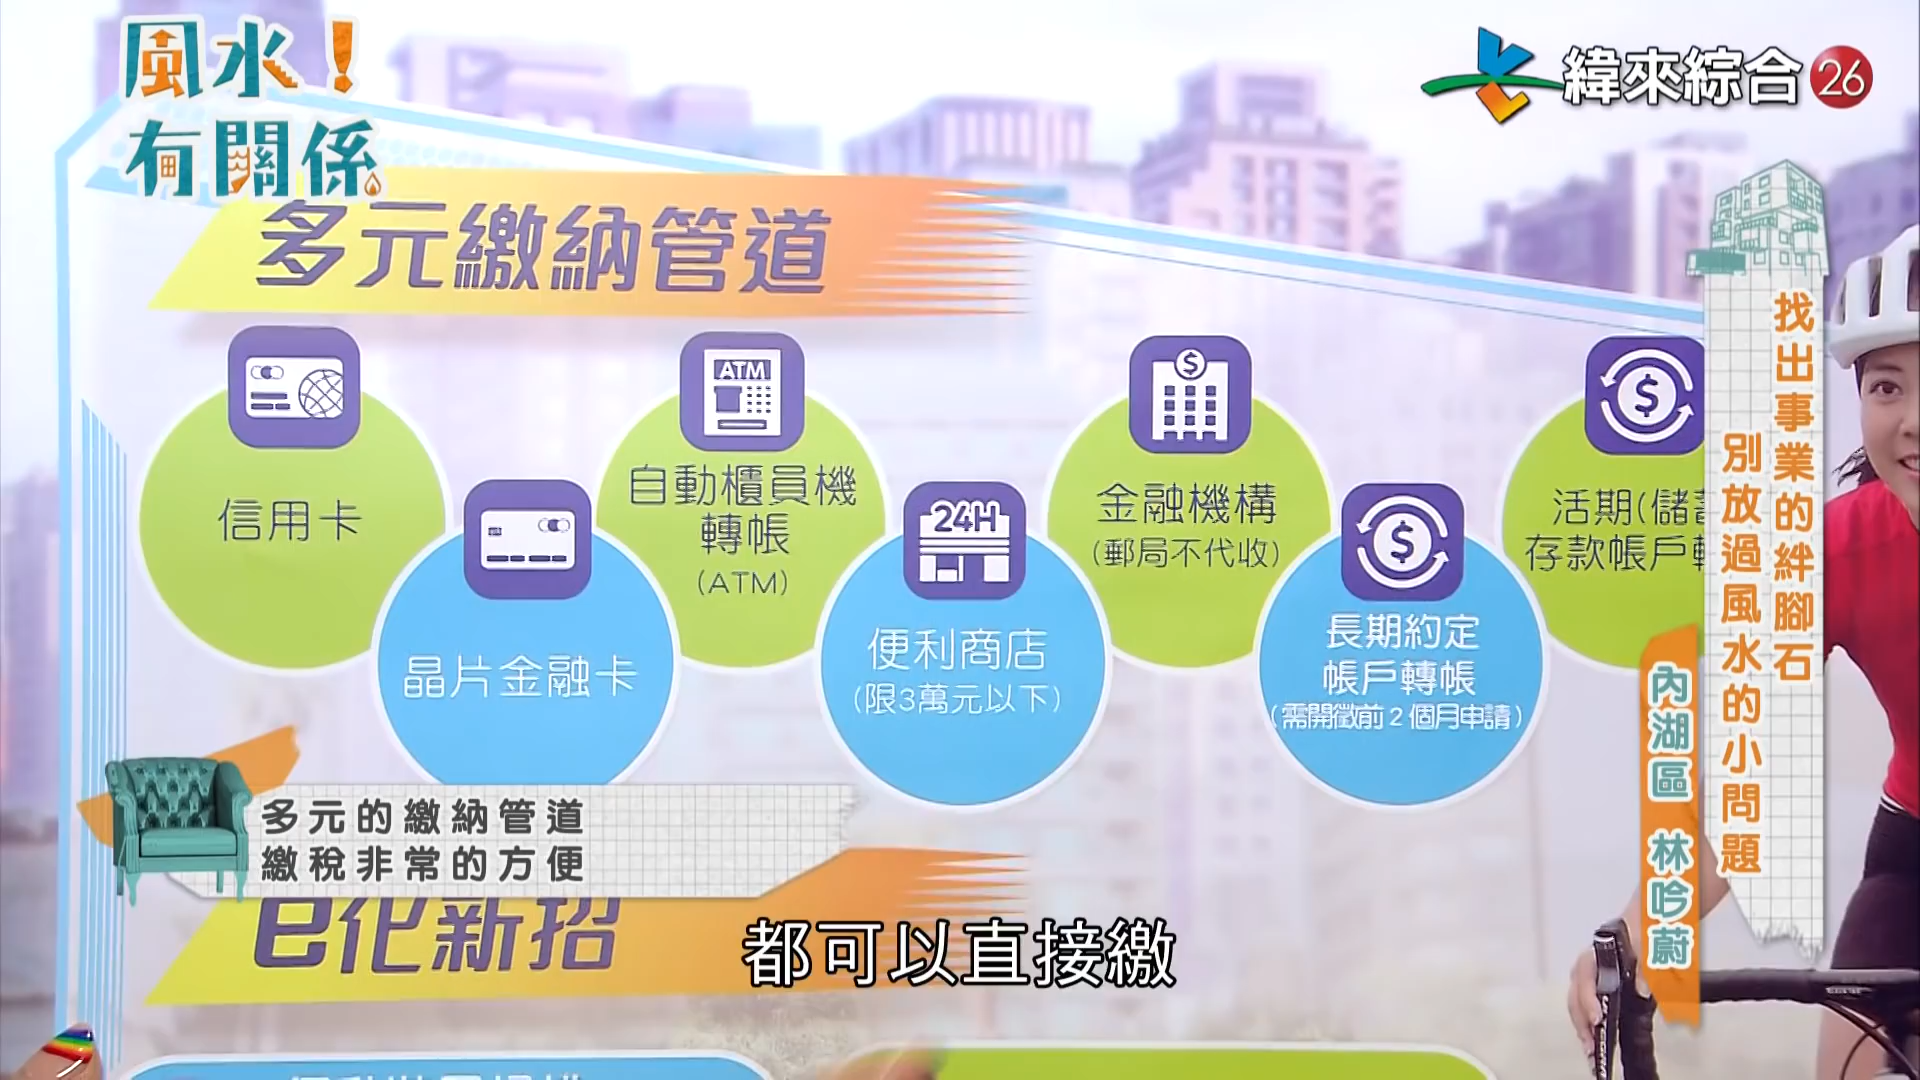 風水！
有關係
緯來綜合 26
多元繳納管道
信用卡
晶片金融卡
ATM
自動櫃員機
轉帳
(ATM)
24H
便利商店
(限3萬元以下)
金融機構
(郵局不代收)
長期約定
帳戶轉帳
(需開徵前2個月申請)
活期(儲
存款帳戶
找出事業的絆腳石
別放過風水的小問題
內湖區 林吟蔚
多元的繳納管道
繳稅非常的方便
e化新招
都可以直接繳